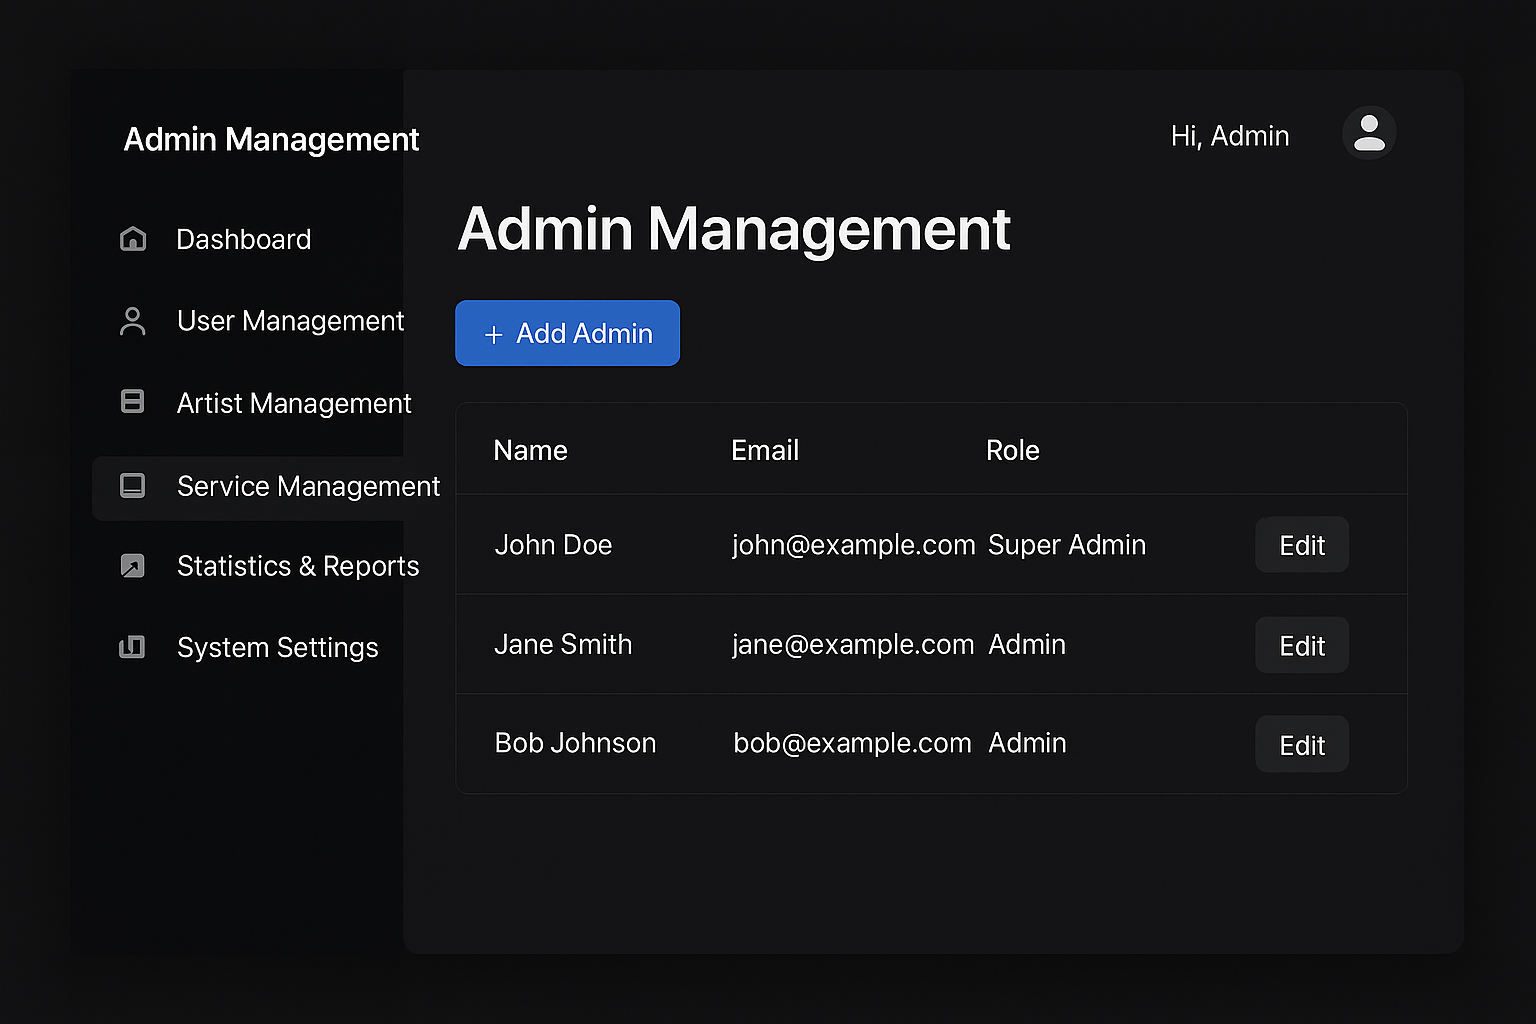 Admin Management
Dashboard
User Management
Artist Management
Service Management
Statistics & Reports
System Settings
Hi, Admin
Admin Management
+ Add Admin
Name Email Role
John Doe john@example.com Super Admin Edit
Jane Smith jane@example.com Admin Edit
Bob Johnson bob@example.com Admin Edit